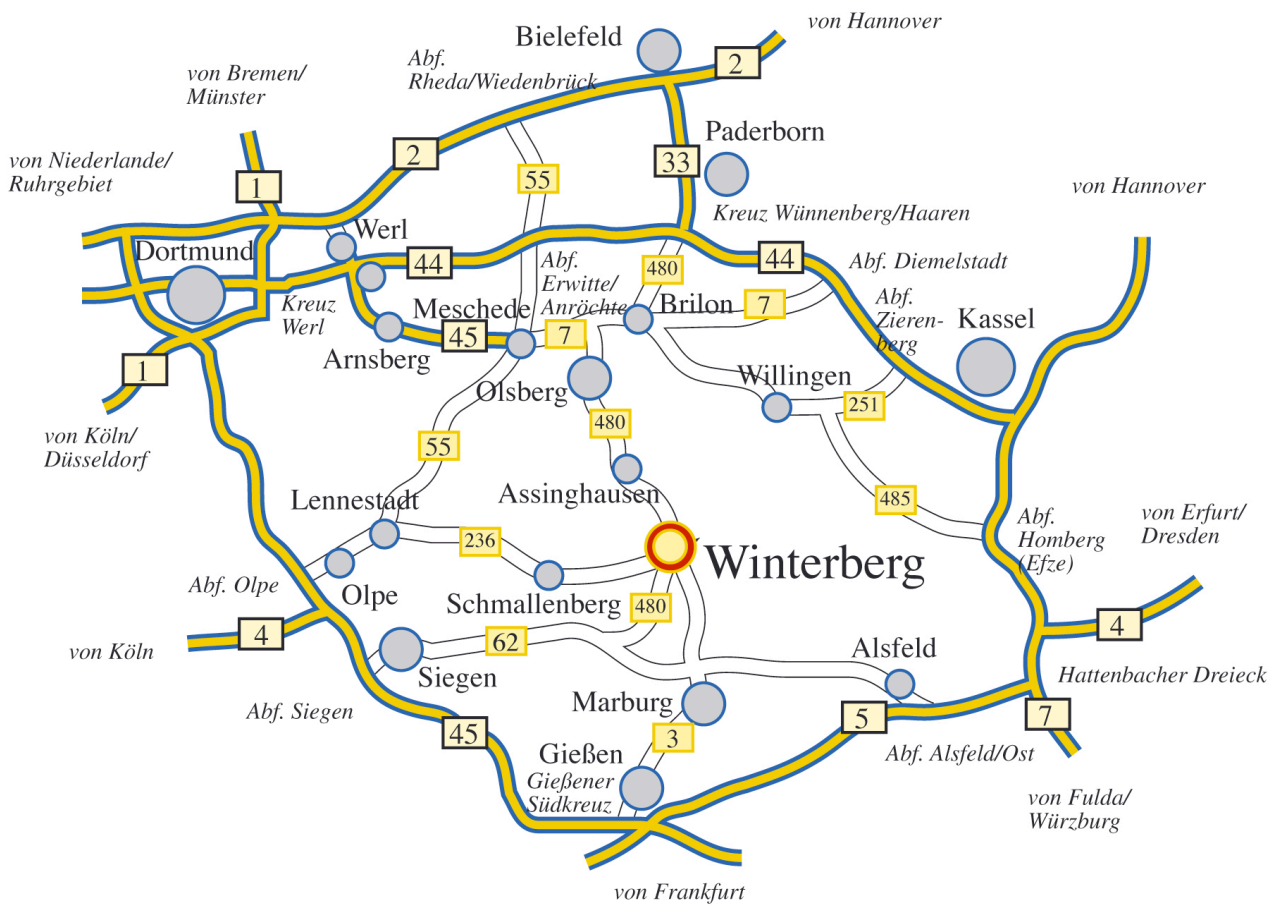 von Hannover
Bielefeld
2
Abf.
Rheda/Wiedenbrück
von Bremen/
Münster
Paderborn
2
33
von Niederlande/
Ruhrgebiet
1
55
von Hannover
Kreuz Wünnenberg/Haaren
Werl
Dortmund
44
Abf.
Erwitte/
Anröchte
480
44
Abf. Diemelstadt
Kreuz
Werl
Meschede
Brilon
7
Abf.
Zieren-
berg
Kassel
45
7
Arnsberg
1
Olsberg
Willingen
251
480
von Köln/
Düsseldorf
55
Assinghausen
485
Lennestadt
236
Abf.
Homberg
(Efze)
von Erfurt/
Dresden
Winterberg
Abf. Olpe
Olpe
Schmallenberg
480
4
4
von Köln
62
Siegen
Alsfeld
Hattenbacher Dreieck
Abf. Siegen
45
Marburg
3
5
7
Gießen
Gießener
Südkreuz
Abf. Alsfeld/Ost
von Fulda/
Würzburg
von Frankfurt